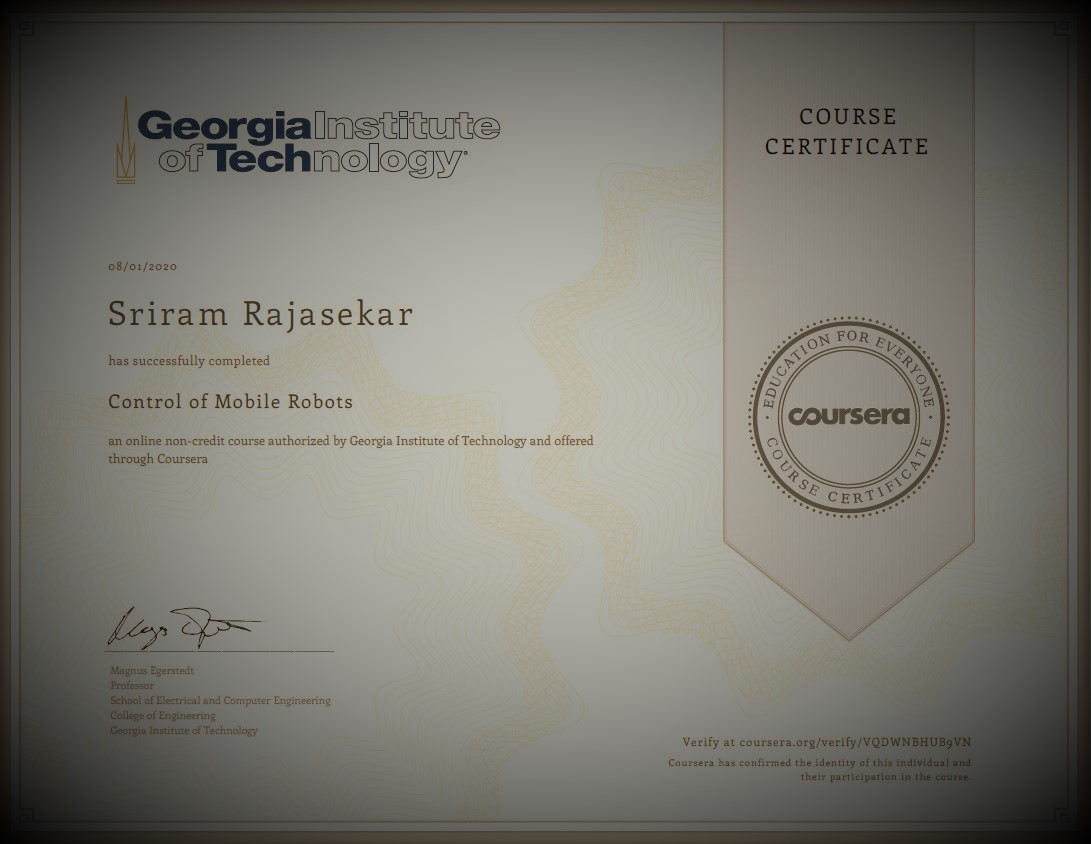 Georgia Institute
of Technology
COURSE
CERTIFICATE
08/01/2020
Sriram Rajasekar
has successfully completed
Control of Mobile Robots
an online non-credit course authorized by Georgia Institute of Technology and offered
through Coursera
EDUCATION FOR EVERYONE
coursera
COURSE CERTIFICATE
Magnus Egerstedt
Professor
School of Electrical and Computer Engineering
College of Engineering
Georgia Institute of Technology
Verify at coursera.org/verify/VQDWNBHUB9VN
Coursera has confirmed the identity of this individual and
their participation in the course.